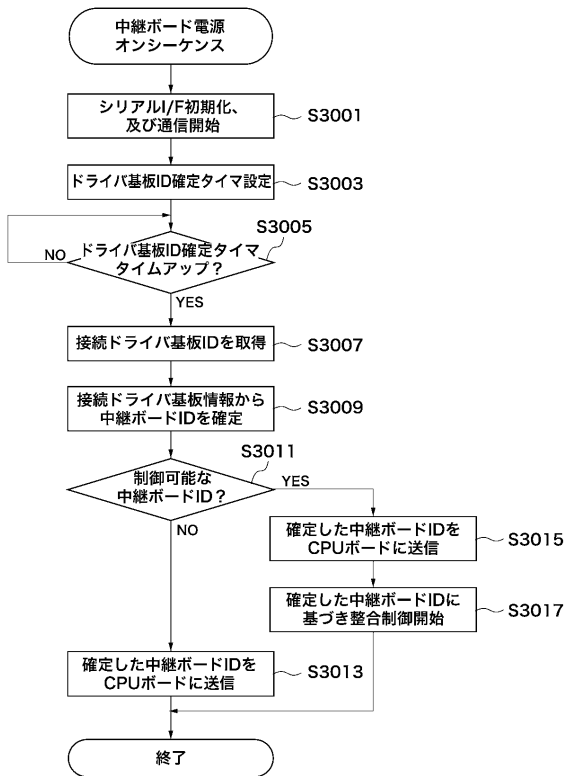 中継ボード電源
オンシーケンス
シリアルI/F初期化、
及び通信開始
S3001
ドライバ基板ID確定タイマ設定
S3003
S3005
ドライバ基板ID確定タイマ
タイムアップ？
NO
YES
接続ドライバ基板IDを取得
S3007
接続ドライバ基板情報から
中継ボードIDを確定
S3009
S3011
制御可能な
中継ボードID？
YES
NO
確定した中継ボードIDを
CPUボードに送信
S3015
確定した中継ボードIDに
基づき整合制御開始
S3017
確定した中継ボードIDを
CPUボードに送信
S3013
終了